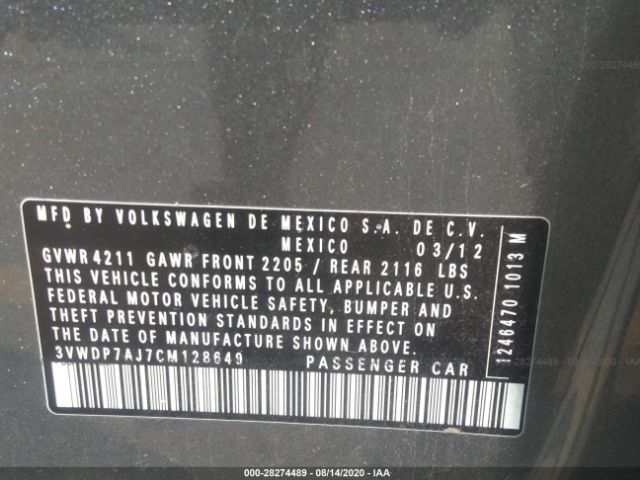 MFD BY VOLKSWAGEN DE MEXICO S.A. DE C.V.
MEXICO 03/12
GVWR 4211 GAWR FRONT 2205 / REAR 2116 LBS
THIS VEHICLE CONFORMS TO ALL APPLICABLE U.S.
FEDERAL MOTOR VEHICLE SAFETY, BUMPER AND
THEFT PREVENTION STANDARDS IN EFFECT ON
THE DATE OF MANUFACTURE SHOWN ABOVE.
3VWDP7AJ7CM128649 PASSENGER CAR
1246470 1013 M
000-28274489 - 08/14/2020 - IAA